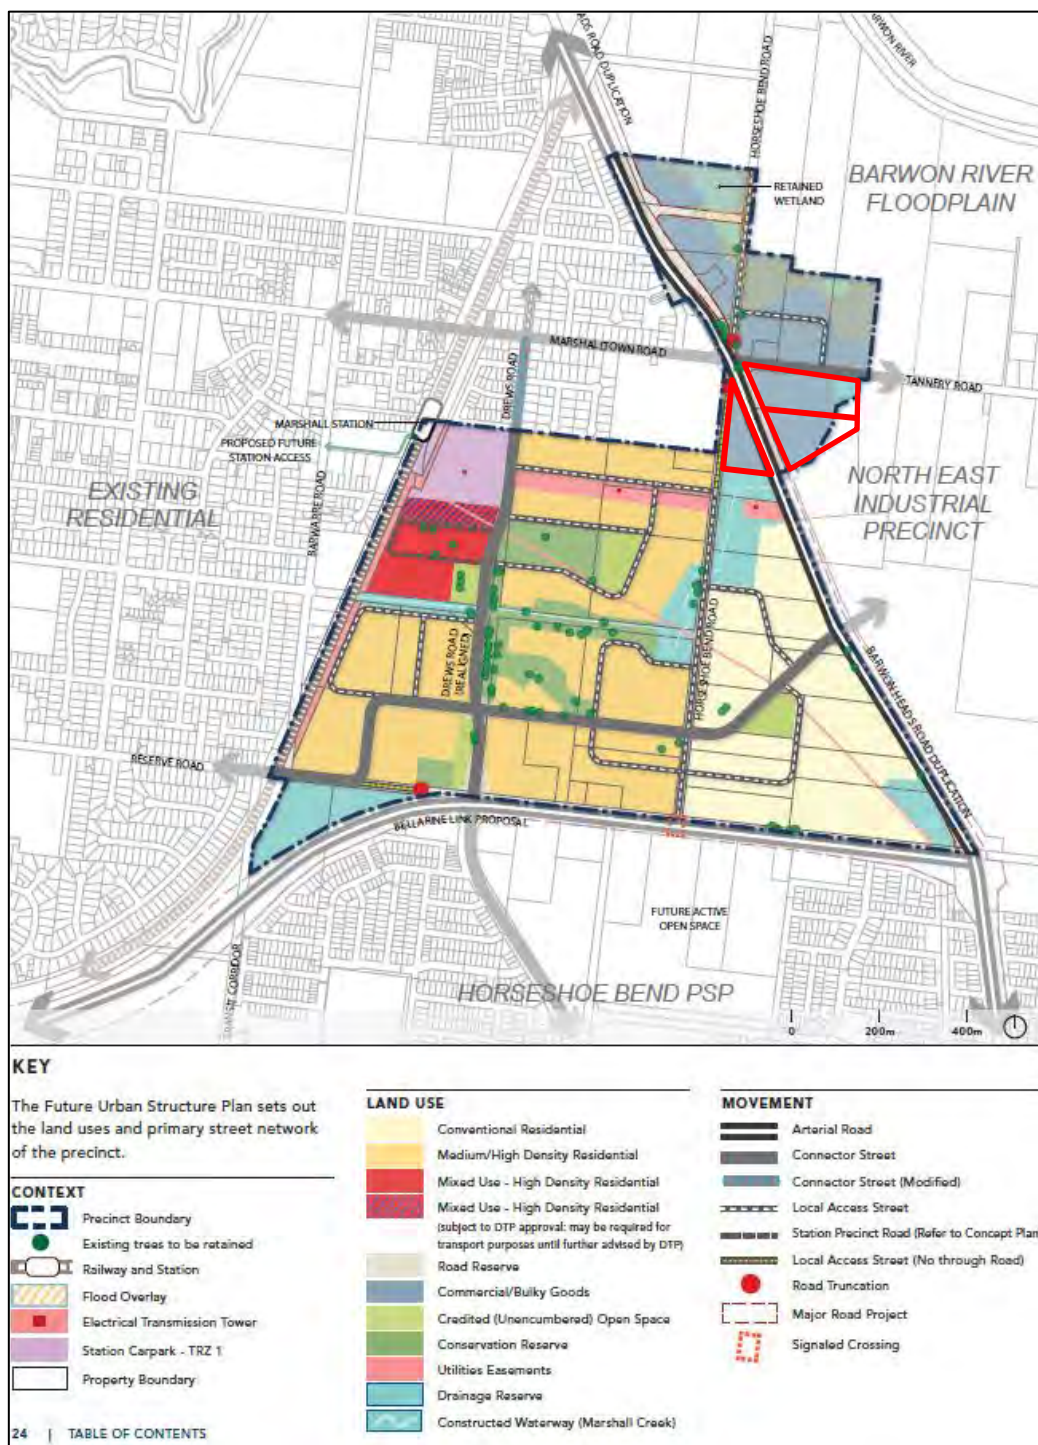 ADS ROAD DUPLICATION
HORSESHOE BEND ROAD
BARWON RIVER
BARWON RIVER
FLOODPLAIN
RETAINED
WETLAND
MARSHALLTOWN ROAD
TANNERY ROAD
DREWS ROAD
MARSHALL STATION
PROPOSED FUTURE
STATION ACCESS
EXISTING
RESIDENTIAL
BARWARRE ROAD
NORTH EAST
INDUSTRIAL
PRECINCT
DREWS ROAD
(REALIGNED)
HORSESHOE BEND ROAD
BARWON HEADS ROAD DUPLICATION
RESERVE ROAD
BELLARINE LINK PROPOSAL
FUTURE ACTIVE
OPEN SPACE
TRANSIT CORRIDOR
HORSESHOE BEND PSP
0 200m 400m
KEY
The Future Urban Structure Plan sets out
the land uses and primary street network
of the precinct.
CONTEXT
Precinct Boundary
Existing trees to be retained
Railway and Station
Flood Overlay
Electrical Transmission Tower
Station Carpark - TRZ 1
Property Boundary
LAND USE
Conventional Residential
Medium/High Density Residential
Mixed Use - High Density Residential
Mixed Use - High Density Residential
(subject to DTP approval: may be required for
transport purposes until further advised by DTP)
Road Reserve
Commercial/Bulky Goods
Credited (Unencumbered) Open Space
Conservation Reserve
Utilities Easements
Drainage Reserve
Constructed Waterway (Marshall Creek)
MOVEMENT
Arterial Road
Connector Street
Connector Street (Modified)
Local Access Street
Station Precinct Road (Refer to Concept Plan
Local Access Street (No through Road)
Road Truncation
Major Road Project
Signaled Crossing
24 | TABLE OF CONTENTS